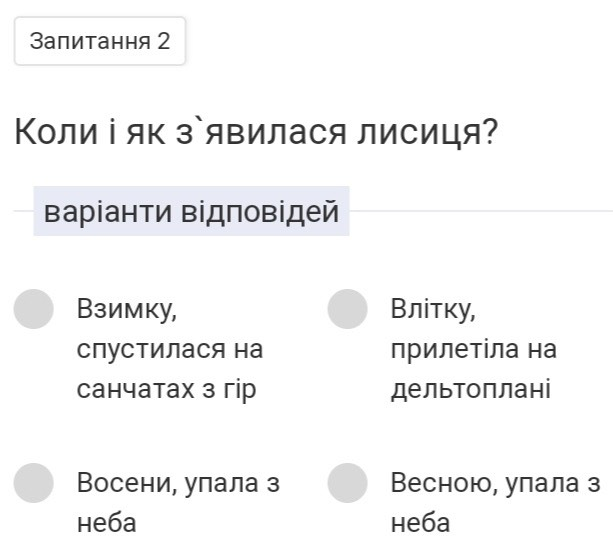 Запитання 2
Коли і як з`явилася лисиця?
варіанти відповідей
Взимку,
спустилася на
санчатах з гір
Влітку,
прилетіла на
дельтоплані
Восени, упала з
неба
Весною, упала з
неба